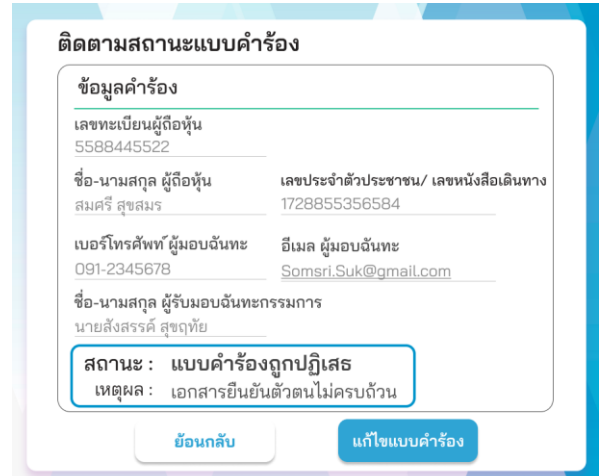 ติดตามสถานะแบบคำร้อง
ข้อมูลคำร้อง
เลขทะเบียนผู้ถือหุ้น
5588445522
ชื่อ-นามสกุล ผู้ถือหุ้น เลขประจำตัวประชาชน/ เลขหนังสือเดินทาง
สมศรี สุขสมร 1728855356584
เบอร์โทรศัพท์ ผู้มอบฉันทะ อีเมล ผู้มอบฉันทะ
091-2345678 Somsri.Suk@gmail.com
ชื่อ-นามสกุล ผู้รับมอบฉันทะกรรมการ
นายสังสรรค์ สุขฤทัย
สถานะ : แบบคำร้องถูกปฏิเสธ
เหตุผล : เอกสารยืนยันตัวตนไม่ครบถ้วน
ย้อนกลับ แก้ไขแบบคำร้อง